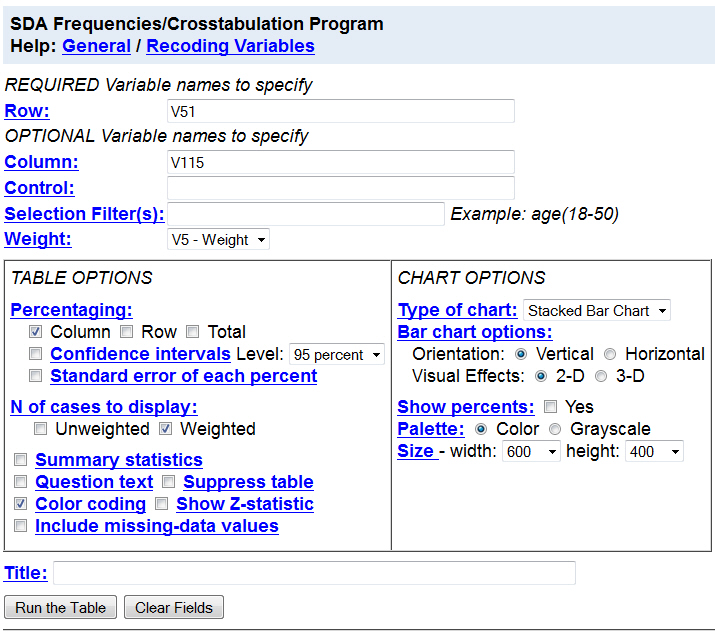 SDA Frequencies/Crosstabulation Program
Help: General / Recoding Variables
REQUIRED Variable names to specify
Row: V51
OPTIONAL Variable names to specify
Column: V115
Control:
Selection Filter(s): Example: age(18-50)
Weight: V5 - Weight
TABLE OPTIONS
Percentaging:
Column Row Total
Confidence intervals Level: 95 percent
Standard error of each percent
N of cases to display:
Unweighted Weighted
Summary statistics
Question text Suppress table
Color coding Show Z-statistic
Include missing-data values
CHART OPTIONS
Type of chart: Stacked Bar Chart
Bar chart options:
Orientation: Vertical Horizontal
Visual Effects: 2-D 3-D
Show percents: Yes
Palette: Color Grayscale
Size - width: 600 height: 400
Title:
Run the Table Clear Fields